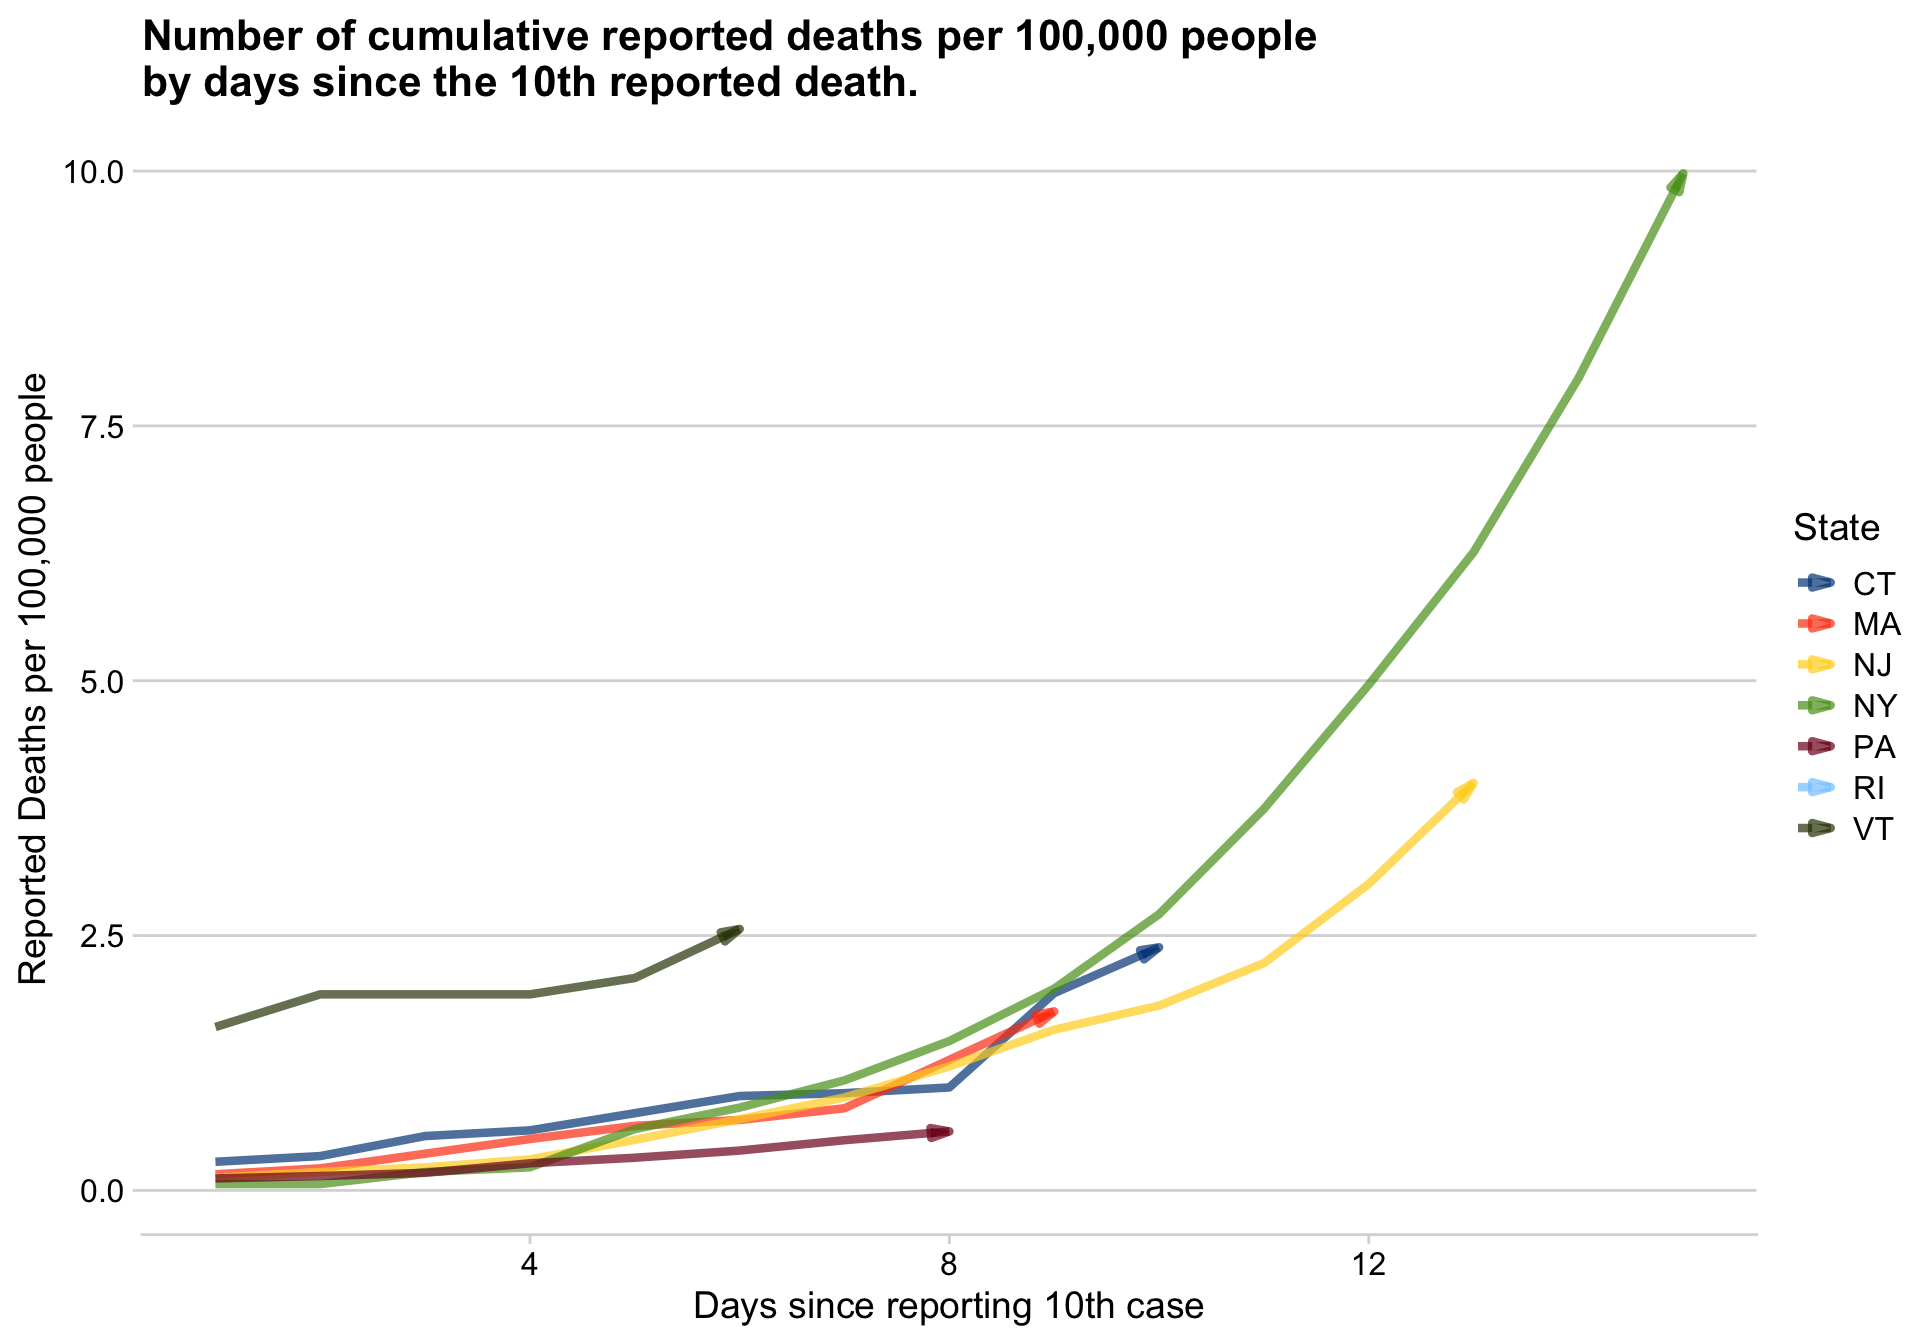 Number of cumulative reported deaths per 100,000 people
by days since the 10th reported death.
Reported Deaths per 100,000 people
10.0
7.5
5.0
2.5
0.0
4
8
12
Days since reporting 10th case
State
CT
MA
NJ
NY
PA
RI
VT